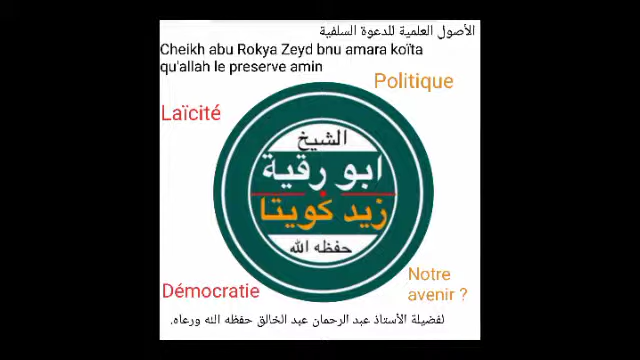 الأصول العلمية للدعوة السلفية
Cheikh abu Rokya Zeyd bnu amara koïta
qu'allah le preserve amin
Politique
Laïcité
الشيخ
ابو رقية
زيد كويتا
حفظه الله
Démocratie
Notre
avenir ?
لفضيلة الأستاذ عبد الرحمان عبد الخالق حفظه الله ورعاه.